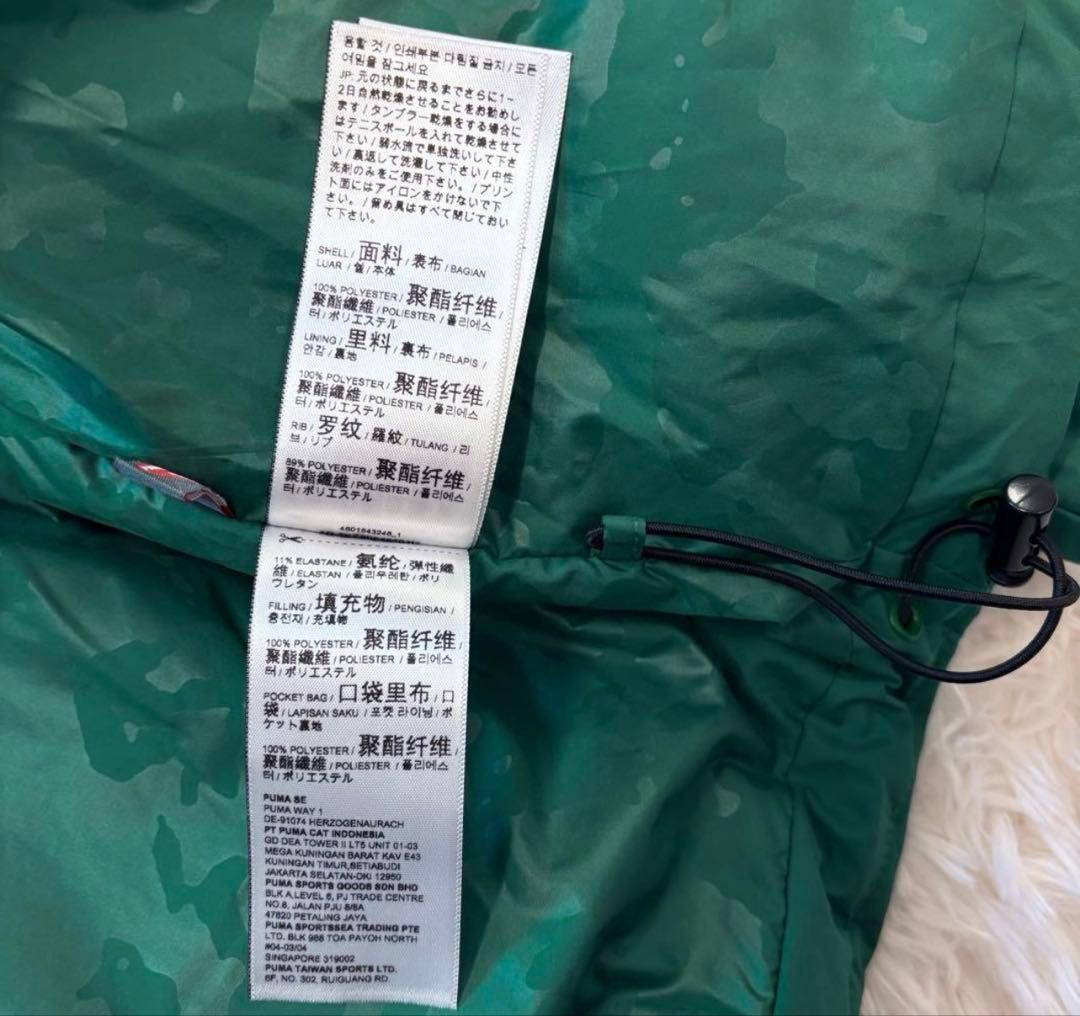 용할 것 / 인쇄부분 다림질 금지 / 모든
여밈을 잠그세요
JP: 元の状態に戻るまでさらに1~
2日自然乾燥させることをお勧めし
ます / タンブラー乾燥をする場合に
はテニスボールを入れて乾燥させて
下さい / 弱水流で単独洗いして下さ
い / 裏返して洗濯して下さい / 中性
洗剤のみをご使用下さい。 / プリン
ト面にはアイロンをかけないで下
さい。 / 留め具はすべて閉じておい
て下さい。
SHELL / 面料 / 表布 / BAGIAN
LUAR / 겉 / 本体
100% POLYESTER / 聚酯纤维 /
聚酯纖維 / POLIESTER / 폴리에스
터 / ポリエステル
LINING / 里料 / 裏布 / PELAPIS /
안감 / 裏地
100% POLYESTER / 聚酯纤维 /
聚酯纖維 / POLIESTER / 폴리에스
터 / ポリエステル
RIB / 罗纹 / 羅紋 / TULANG / 리
브 / リブ
89% POLYESTER / 聚酯纤维 /
聚酯纖維 / POLIESTER / 폴리에스
터 / ポリエステル
4601843248_1
11% ELASTANE / 氨纶 / 弹性纖
維 / ELASTAN / 폴리우레탄 / ポリ
ウレタン
FILLING / 填充物 / PENGISIAN /
충전재 / 充填物
100% POLYESTER / 聚酯纤维 /
聚酯纖維 / POLIESTER / 폴리에스
터 / ポリエステル
POCKET BAG / 口袋里布 / 口
袋 / LAPISAN SAKU / 포켓 라이닝 / ポ
ケット裏地
100% POLYESTER / 聚酯纤维 /
聚酯纖維 / POLIESTER / 폴리에스
터 / ポリエステル
PUMA SE
PUMA WAY 1
DE-91074 HERZOGENAURACH
PT PUMA CAT INDONESIA
GD DEA TOWER II LT5 UNIT 01-03
MEGA KUNINGAN BARAT KAV E43
KUNINGAN TIMUR,SETIABUDI
JAKARTA SELATAN-DKI 12950
PUMA SPORTS GOODS SDN BHD
BLK A,LEVEL 6, PJ TRADE CENTRE
NO.8, JALAN PJU 8/8A
47820 PETALING JAYA
PUMA SPORTSSEA TRADING PTE
LTD. BLK 988 TOA PAYOH NORTH
#04-03/04
SINGAPORE 319002
PUMA TAIWAN SPORTS LTD.
6F, NO. 302, RUIGUANG RD.